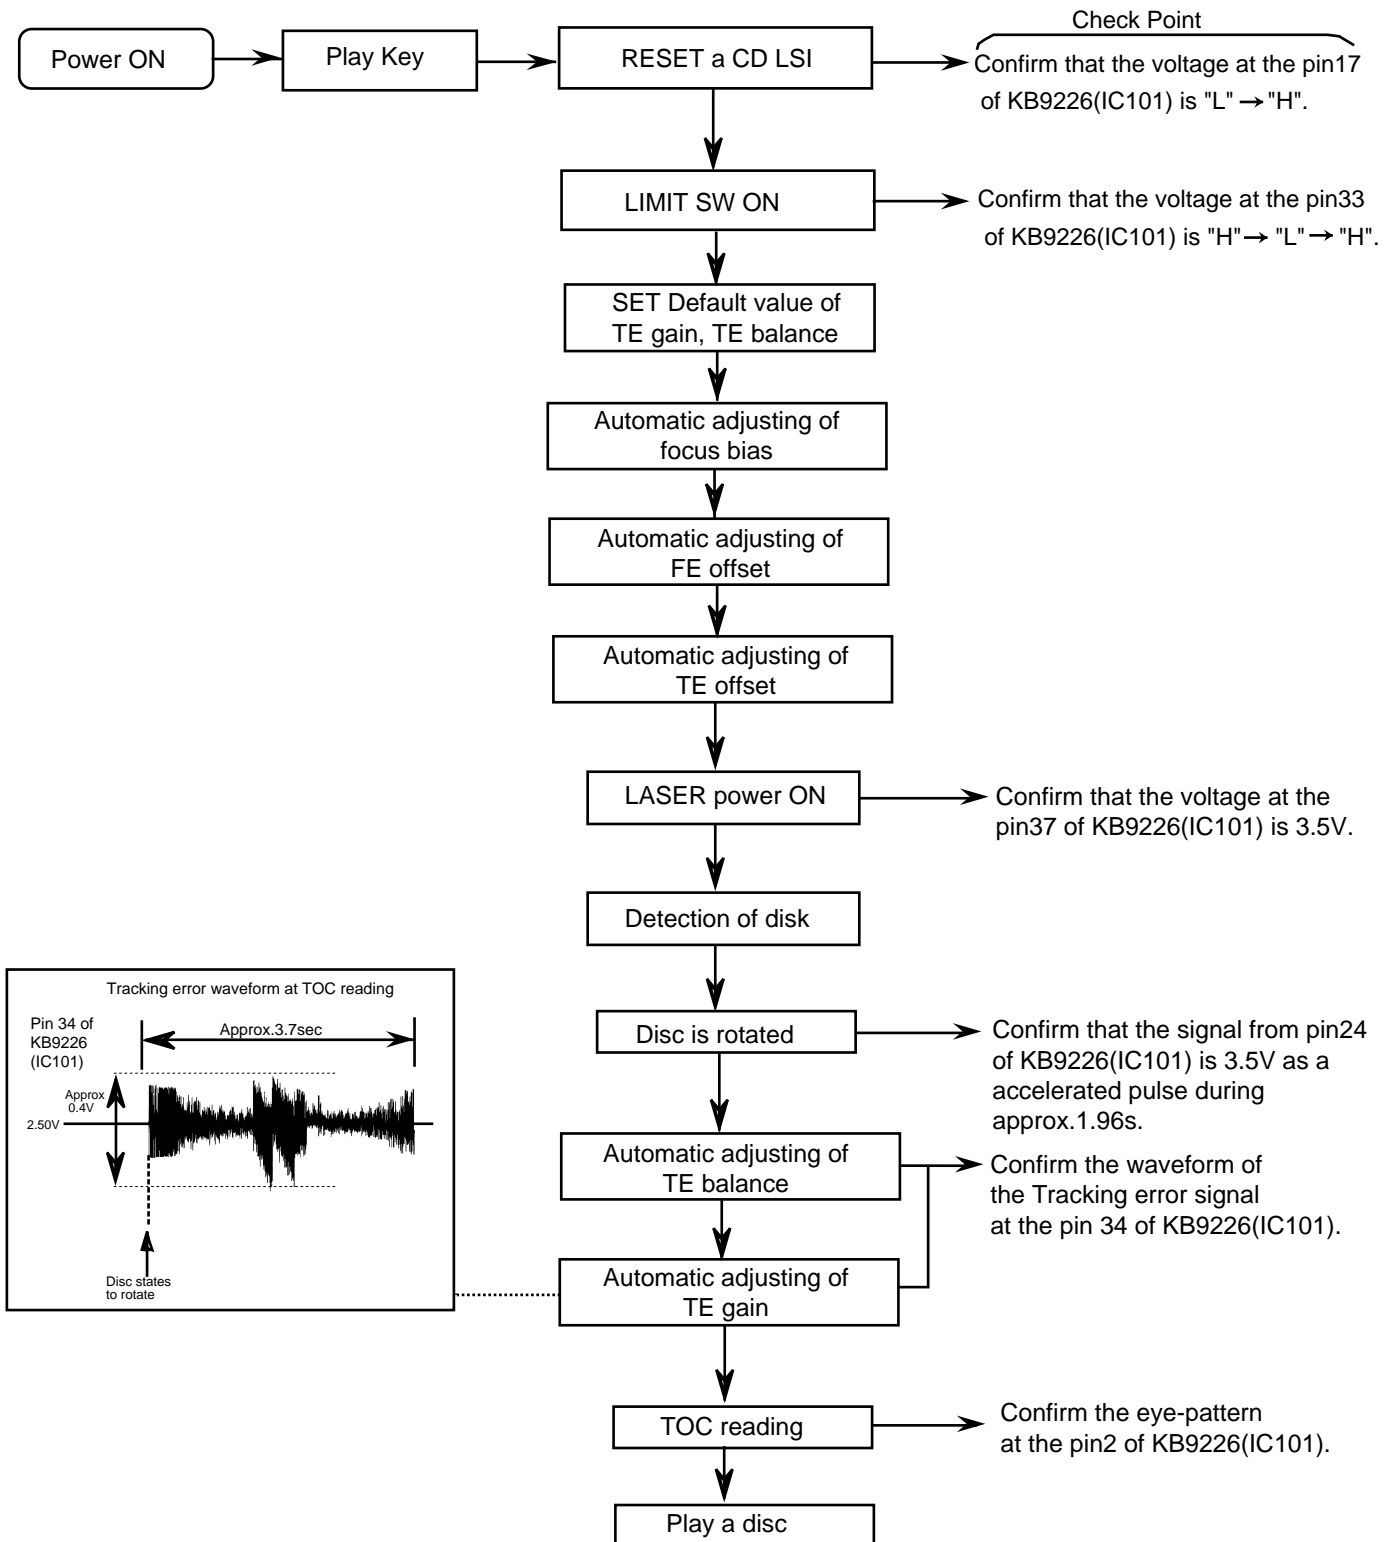 Check Point
Power ON
Play Key
RESET a CD LSI
Confirm that the voltage at the pin17
of KB9226(IC101) is "L" → "H".
LIMIT SW ON
Confirm that the voltage at the pin33
of KB9226(IC101) is "H" → "L" → "H".
SET Default value of
TE gain, TE balance
Automatic adjusting of
focus bias
Automatic adjusting of
FE offset
Automatic adjusting of
TE offset
LASER power ON
Confirm that the voltage at the
pin37 of KB9226(IC101) is 3.5V.
Detection of disk
Disc is rotated
Confirm that the signal from pin24
of KB9226(IC101) is 3.5V as a
accelerated pulse during
approx.1.96s.
Automatic adjusting of
TE balance
Confirm the waveform of
the Tracking error signal
at the pin 34 of KB9226(IC101).
Automatic adjusting of
TE gain
Tracking error waveform at TOC reading
Pin 34 of
KB9226
(IC101)
Approx.3.7sec
Approx
0.4V
2.50V
Disc states
to rotate
TOC reading
Confirm the eye-pattern
at the pin2 of KB9226(IC101).
Play a disc